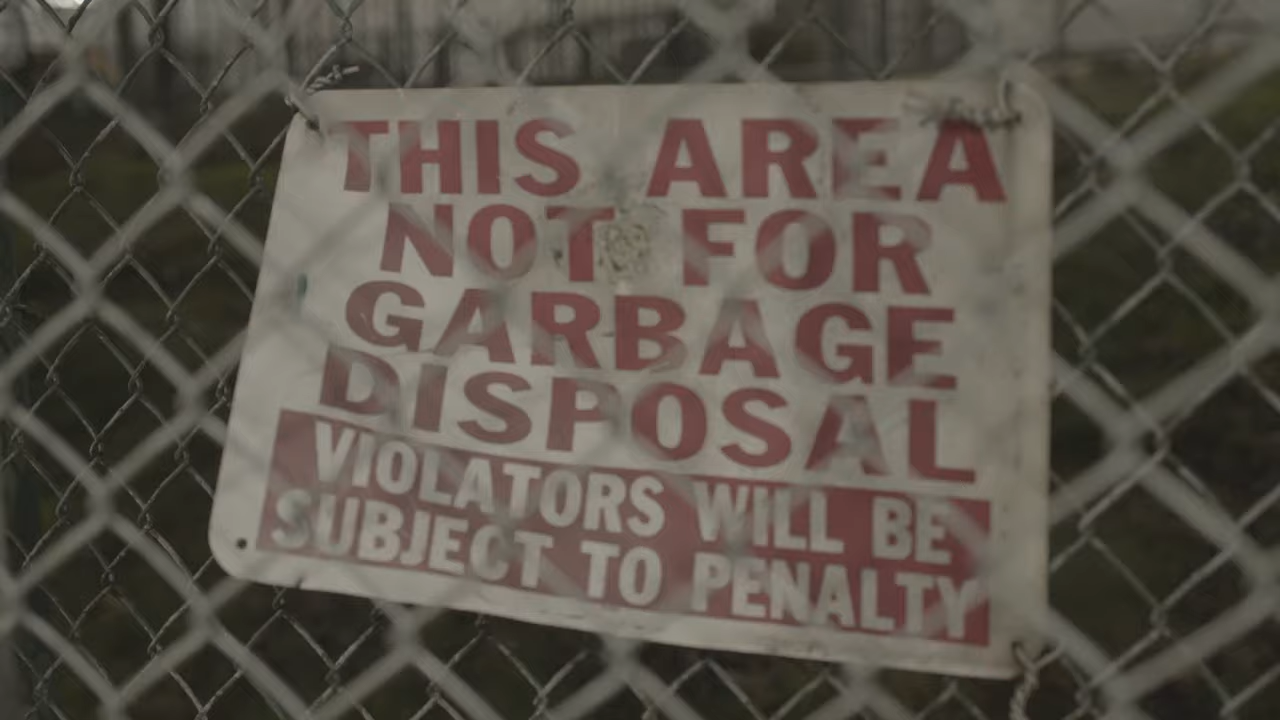 THIS AREA
NOT FOR
GARBAGE
DISPOSAL
VIOLATORS WILL BE
SUBJECT TO PENALTY